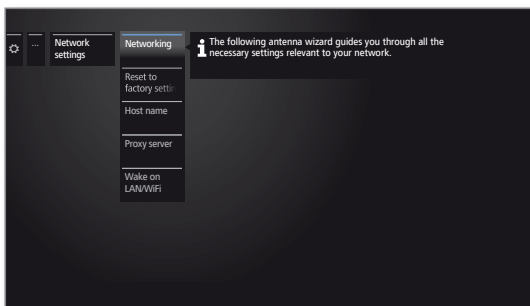 ...
Network
settings
Networking
Reset to
factory settin
Host name
Proxy server
Wake on
LAN/WiFi
The following antenna wizard guides you through all the
necessary settings relevant to your network.